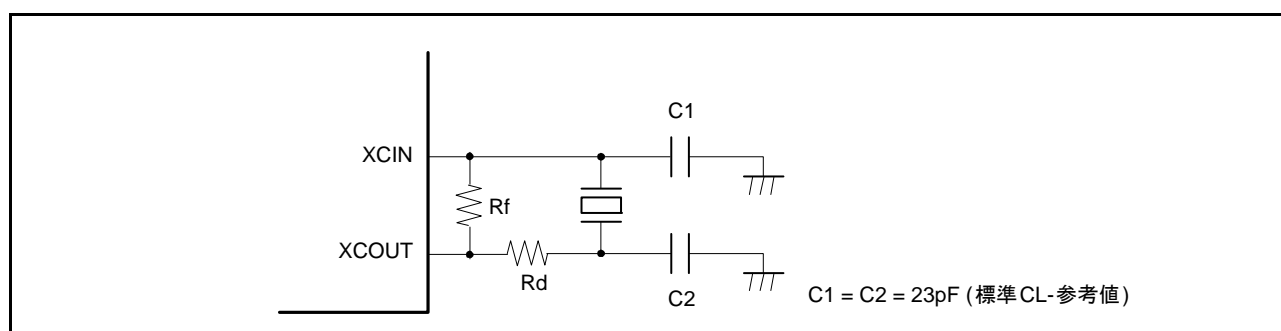 C1
XCIN
Rf
XCOUT
Rd
C2
C1 = C2 = 23pF (標準CL-参考値)